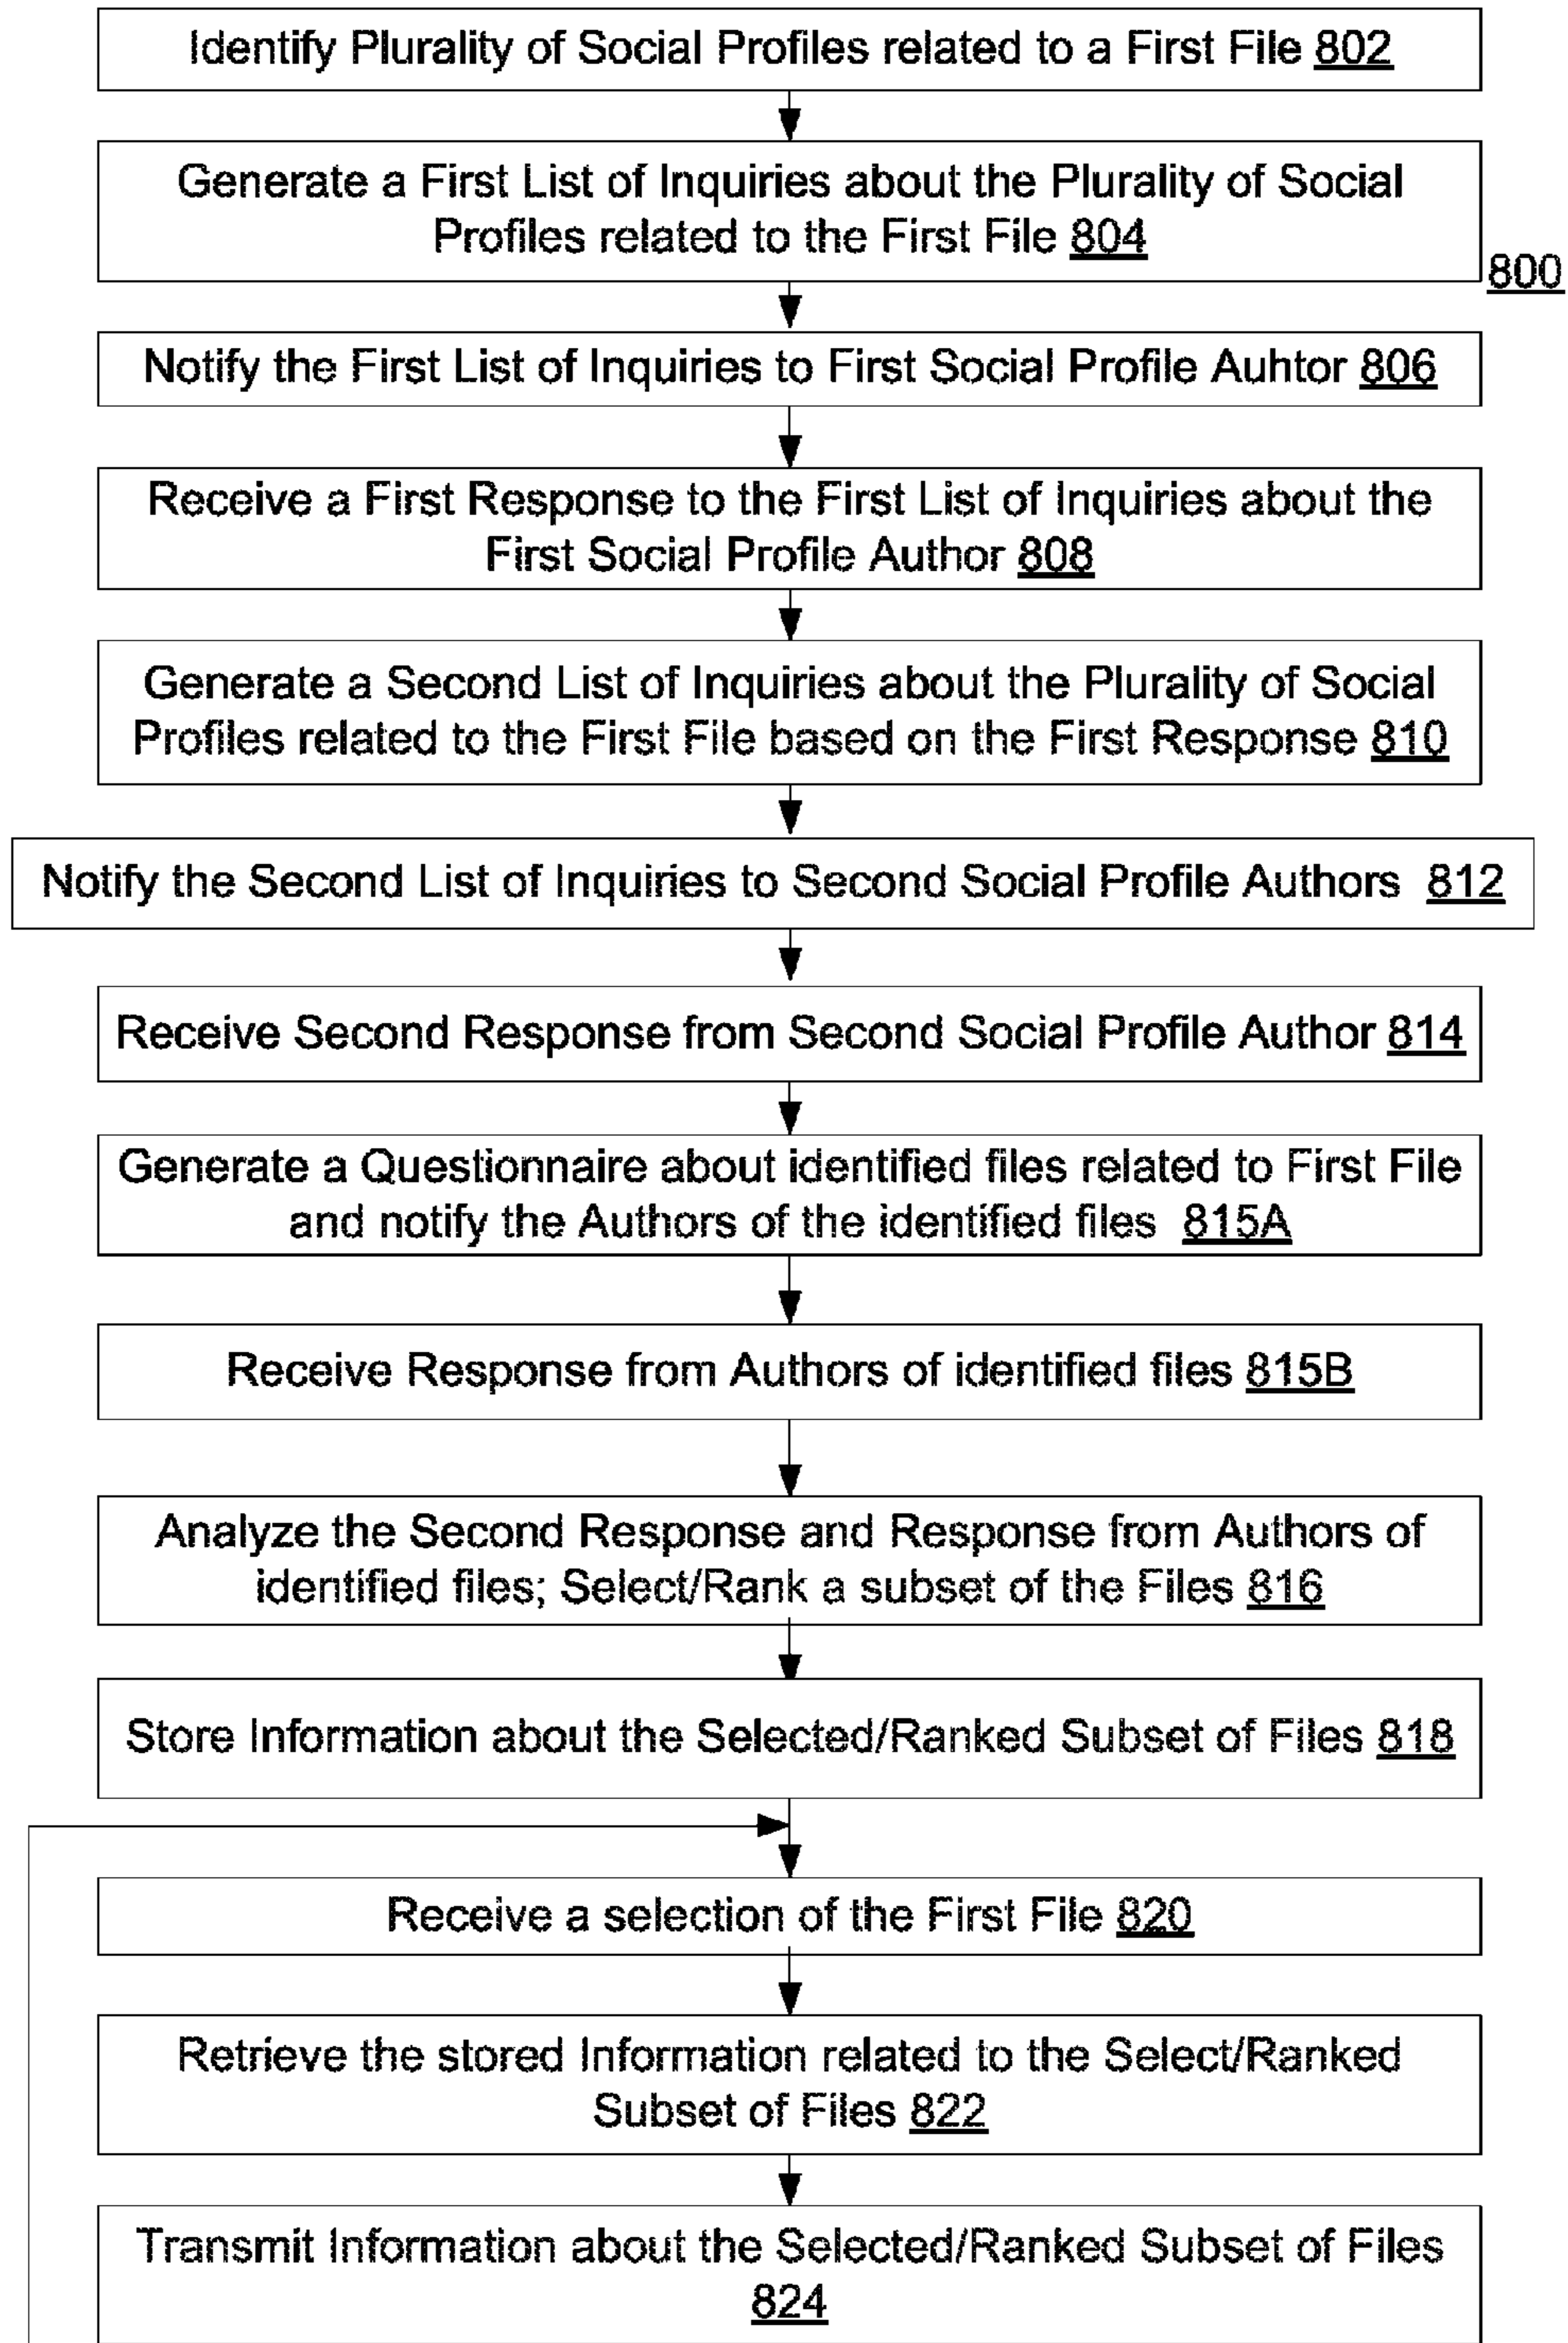 Identify Plurality of Social Profiles related to a First File 802
Generate a First List of Inquiries about the Plurality of Social
Profiles related to the First File 804
800
Notify the First List of Inquiries to First Social Profile Auhtor 806
Receive a First Response to the First List of Inquiries about the
First Social Profile Author 808
Generate a Second List of Inquiries about the Plurality of Social
Profiles related to the First File based on the First Response 810
Notify the Second List of Inquiries to Second Social Profile Authors 812
Receive Second Response from Second Social Profile Author 814
Generate a Questionnaire about identified files related to First File
and notify the Authors of the identified files 815A
Receive Response from Authors of identified files 815B
Analyze the Second Response and Response from Authors of
identified files; Select/Rank a subset of the Files 816
Store Information about the Selected/Ranked Subset of Files 818
Receive a selection of the First File 820
Retrieve the stored Information related to the Select/Ranked
Subset of Files 822
Transmit Information about the Selected/Ranked Subset of Files
824